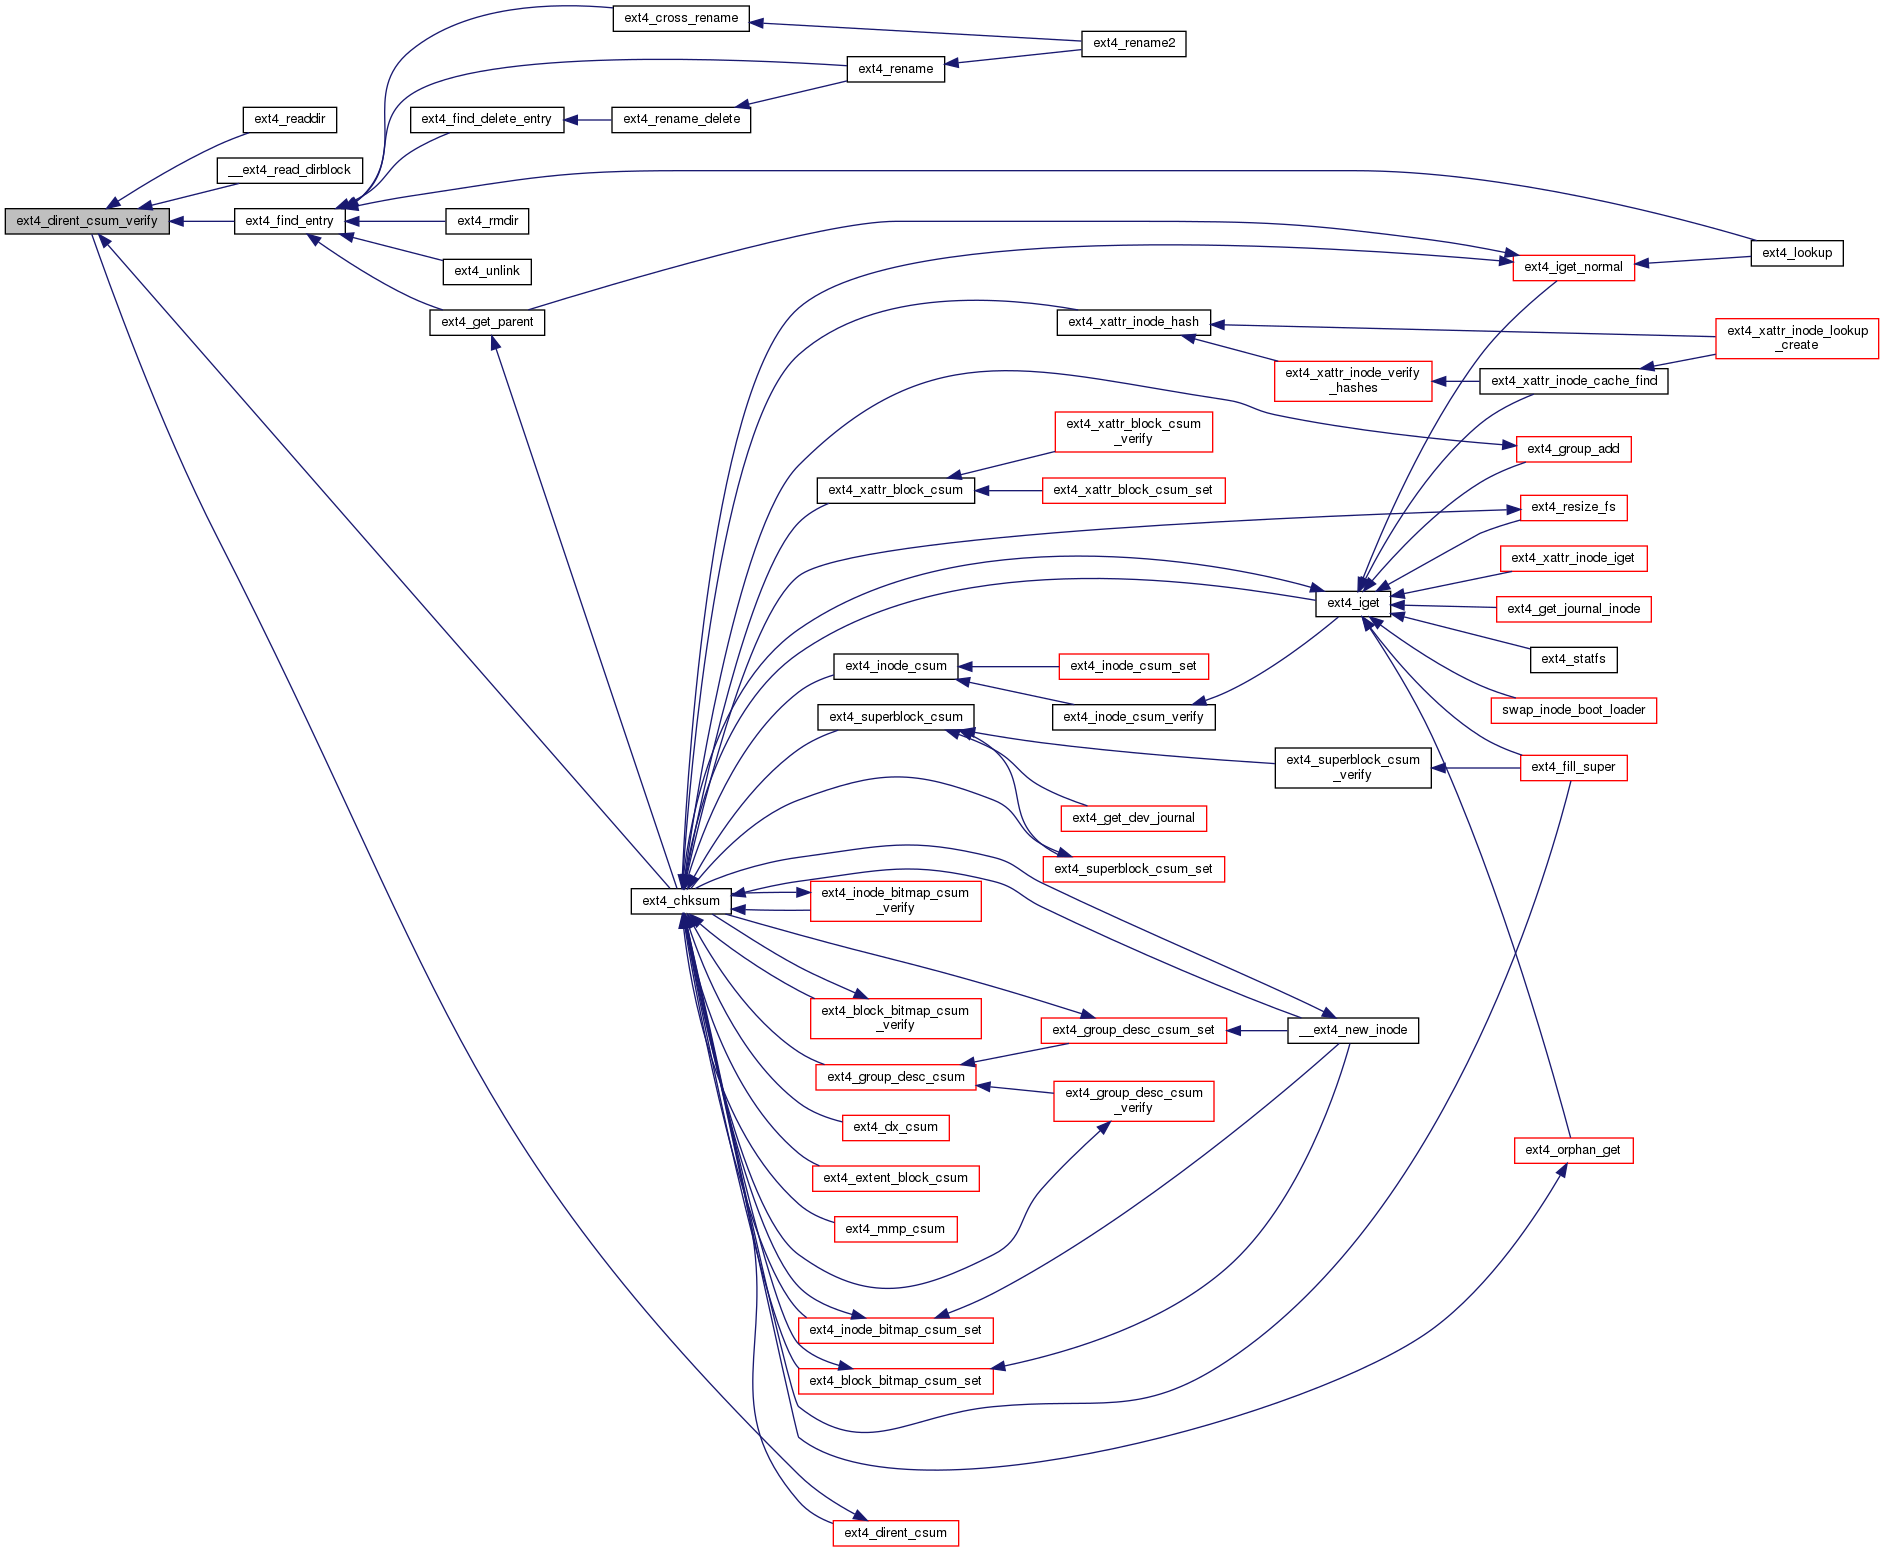 ext4_cross_rename
ext4_rename2
ext4_rename
ext4_readdir
ext4_find_delete_entry
ext4_rename_delete
__ext4_read_dirblock
ext4_dirent_csum_verify
ext4_find_entry
ext4_rmdir
ext4_lookup
ext4_unlink
ext4_iget_normal
ext4_get_parent
ext4_xattr_inode_hash
ext4_xattr_inode_lookup
_create
ext4_xattr_inode_verify
_hashes
ext4_xattr_inode_cache_find
ext4_xattr_block_csum
_verify
ext4_group_add
ext4_xattr_block_csum
ext4_xattr_block_csum_set
ext4_resize_fs
ext4_xattr_inode_iget
ext4_iget
ext4_get_journal_inode
ext4_statfs
ext4_inode_csum
ext4_inode_csum_set
swap_inode_boot_loader
ext4_superblock_csum
ext4_inode_csum_verify
ext4_superblock_csum
_verify
ext4_fill_super
ext4_get_dev_journal
ext4_superblock_csum_set
ext4_chksum
ext4_inode_bitmap_csum
_verify
ext4_block_bitmap_csum
_verify
ext4_group_desc_csum_set
__ext4_new_inode
ext4_group_desc_csum
ext4_group_desc_csum
_verify
ext4_dx_csum
ext4_orphan_get
ext4_extent_block_csum
ext4_mmp_csum
ext4_inode_bitmap_csum_set
ext4_block_bitmap_csum_set
ext4_dirent_csum